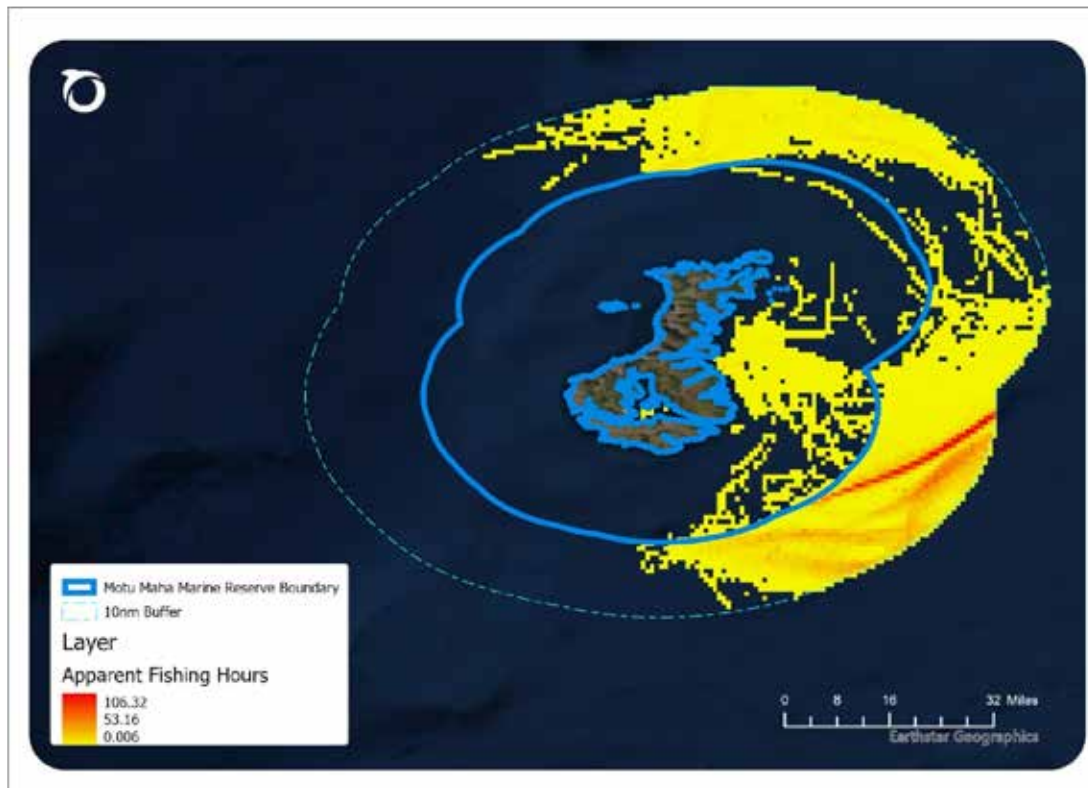 Motu Maha Marine Reserve Boundary
10nm Buffer
Layer
Apparent Fishing Hours
106.32
53.16
0.006
0 8 16 32 Miles
Earthstar Geographics